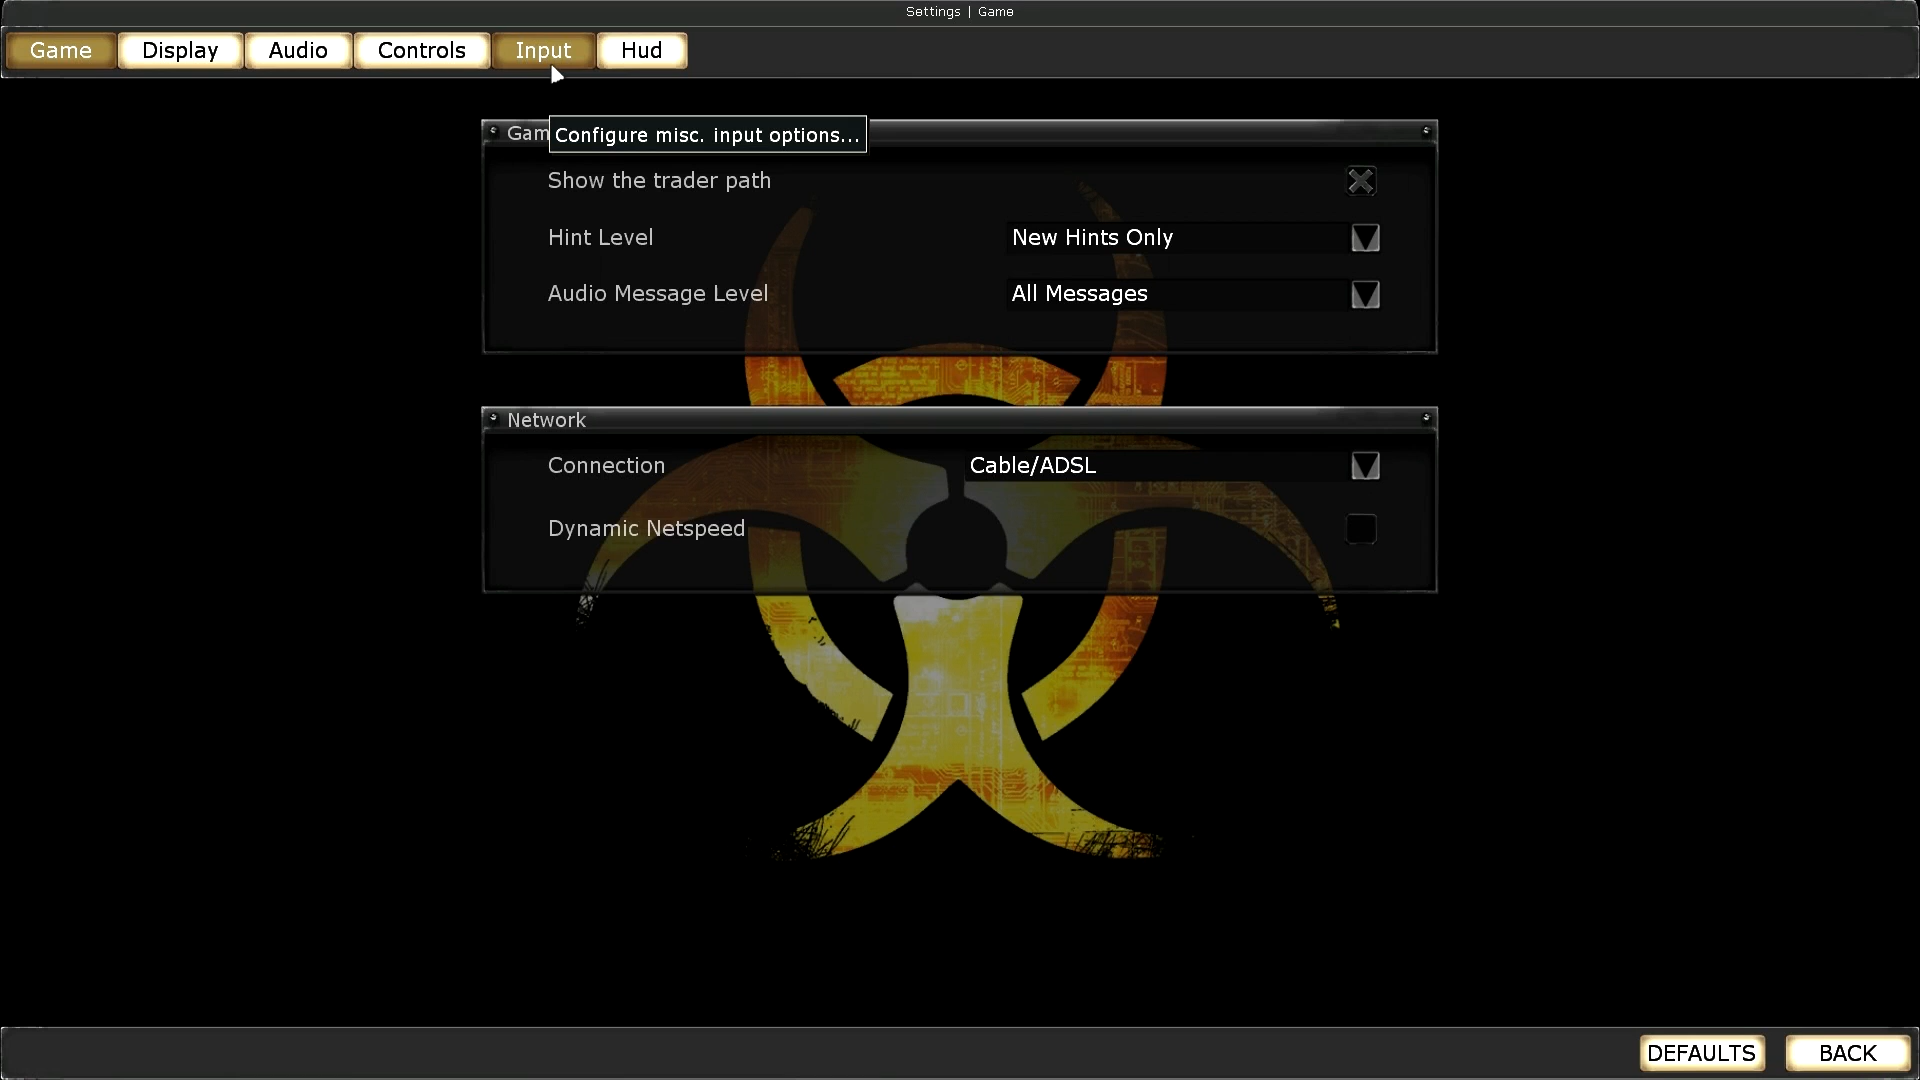 Settings | Game
Game Display Audio Controls Input Hud
Gam
Configure misc. input options...
Show the trader path
Hint Level New Hints Only
Audio Message Level All Messages
Network
Connection Cable/ADSL
Dynamic Netspeed
DEFAULTS BACK